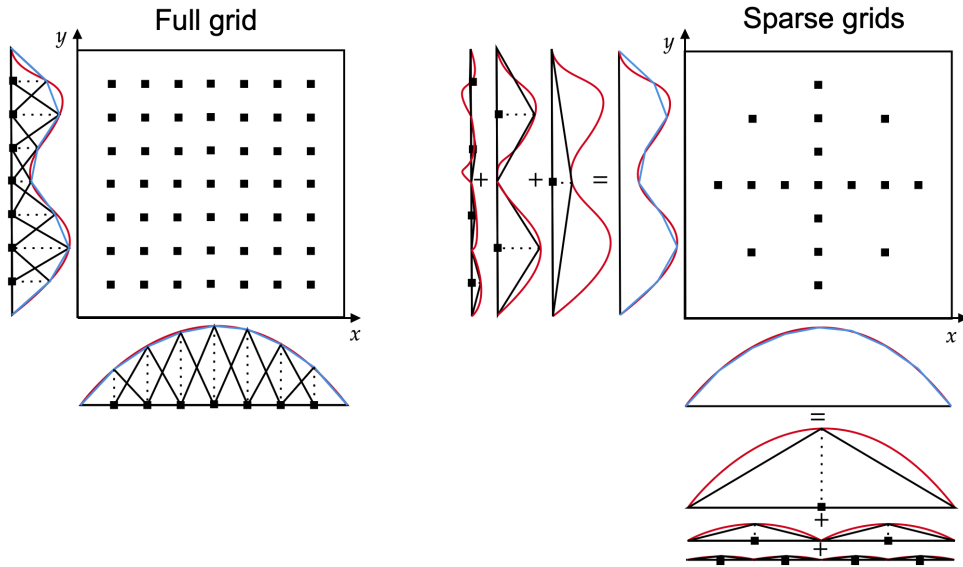 Full grid
Sparse grids
y
y
+ + =
x
x
=
+
+